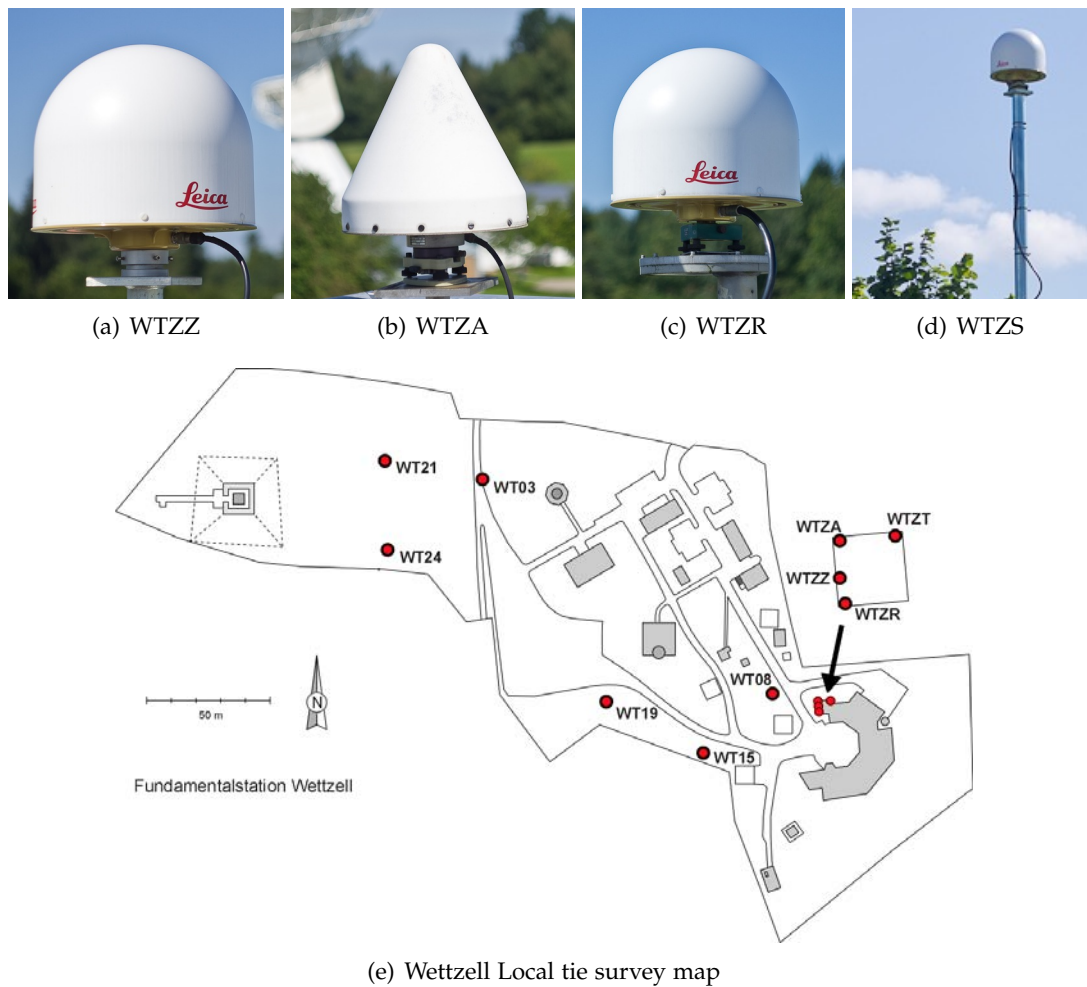 Leica
Leica
Leica
(a) WTZZ
(b) WTZA
(c) WTZR
(d) WTZS
WT21
WT03
WTZA
WTZT
WT24
WTZZ
WTZR
WT08
N
50 m
WT19
WT15
Fundamentalstation Wettzell
(e) Wettzell Local tie survey map